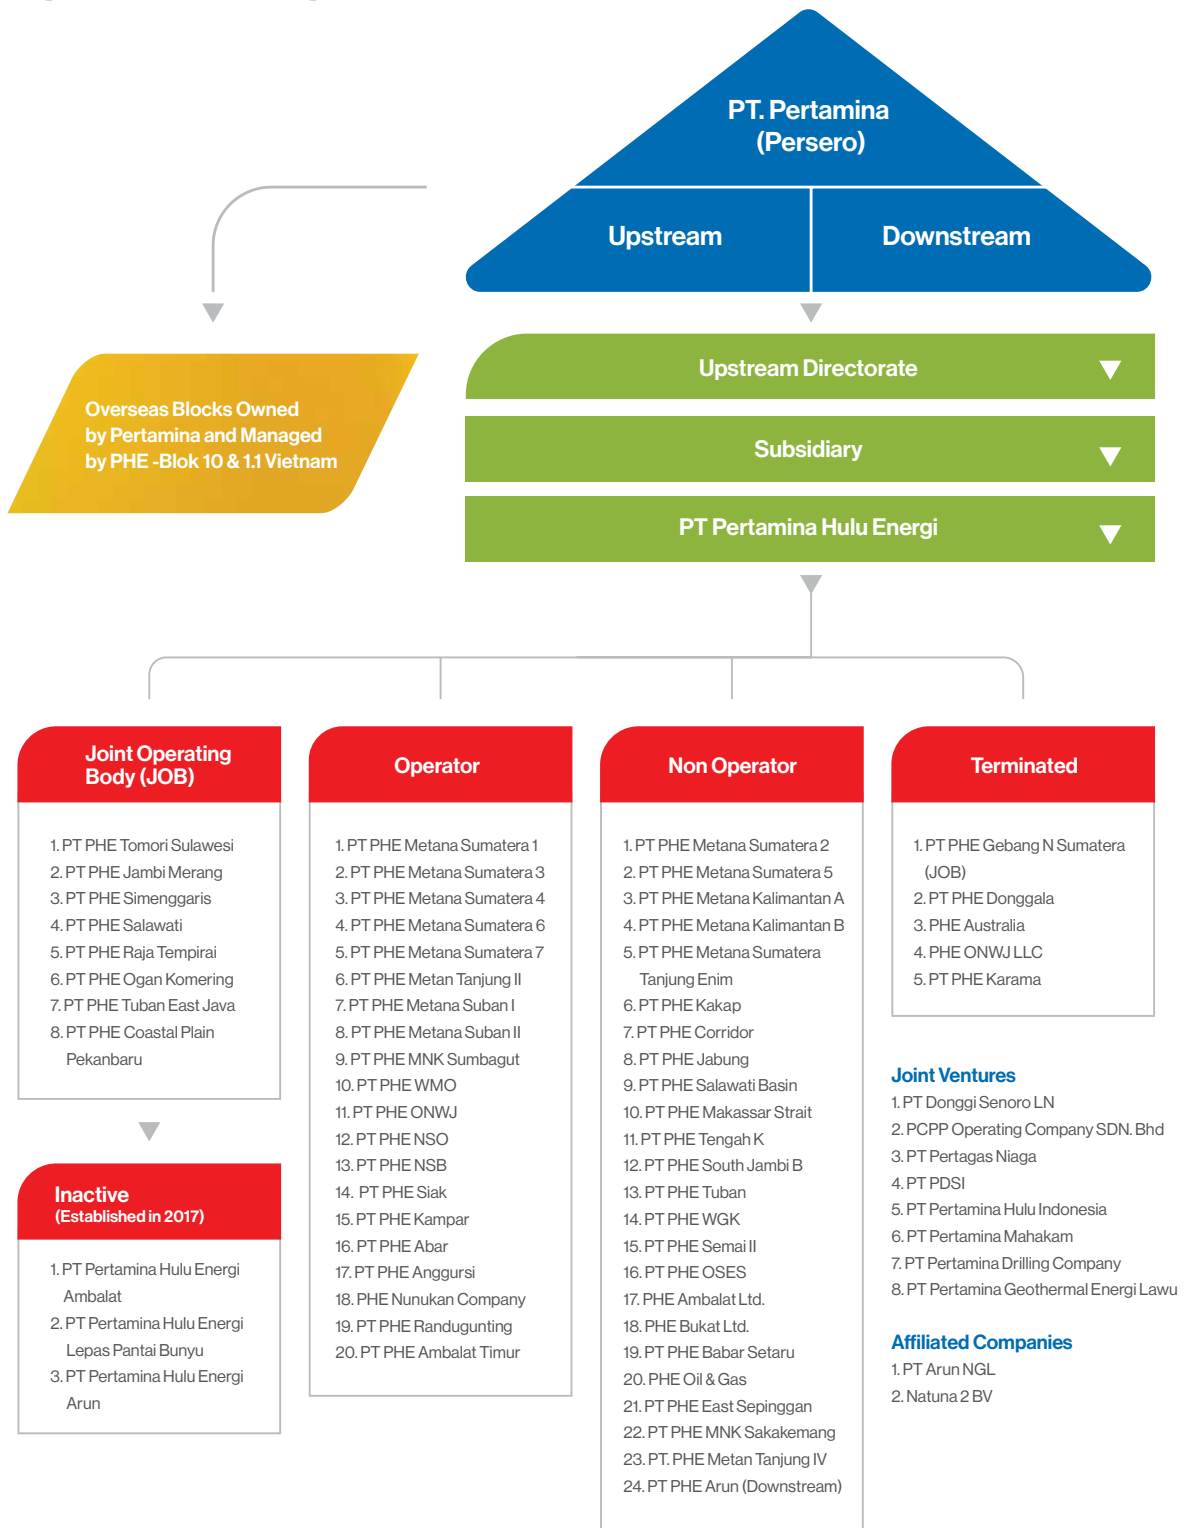 PT. Pertamina
(Persero)
Upstream
Downstream
Overseas Blocks Owned
by Pertamina and Managed
by PHE -Blok 10 & 1.1 Vietnam
Upstream Directorate
Subsidiary
PT Pertamina Hulu Energi
Joint Operating
Body (JOB)
1. PT PHE Tomori Sulawesi
2. PT PHE Jambi Merang
3. PT PHE Simenggaris
4. PT PHE Salawati
5. PT PHE Raja Tempirai
6. PT PHE Ogan Komering
7. PT PHE Tuban East Java
8. PT PHE Coastal Plain
Pekanbaru
Inactive
(Established in 2017)
1. PT Pertamina Hulu Energi
Ambalat
2. PT Pertamina Hulu Energi
Lepas Pantai Bunyu
3. PT Pertamina Hulu Energi
Arun
Operator
1. PT PHE Metana Sumatera 1
2. PT PHE Metana Sumatera 3
3. PT PHE Metana Sumatera 4
4. PT PHE Metana Sumatera 6
5. PT PHE Metana Sumatera 7
6. PT PHE Metan Tanjung II
7. PT PHE Metana Suban I
8. PT PHE Metana Suban II
9. PT PHE MNK Sumbagut
10. PT PHE WMO
11. PT PHE ONWJ
12. PT PHE NSO
13. PT PHE NSB
14. PT PHE Siak
15. PT PHE Kampar
16. PT PHE Abar
17. PT PHE Anggursi
18. PHE Nunukan Company
19. PT PHE Randugunting
20. PT PHE Ambalat Timur
Non Operator
1. PT PHE Metana Sumatera 2
2. PT PHE Metana Sumatera 5
3. PT PHE Metana Kalimantan A
4. PT PHE Metana Kalimantan B
5. PT PHE Metana Sumatera
Tanjung Enim
6. PT PHE Kakap
7. PT PHE Corridor
8. PT PHE Jabung
9. PT PHE Salawati Basin
10. PT PHE Makassar Strait
11. PT PHE Tengah K
12. PT PHE South Jambi B
13. PT PHE Tuban
14. PT PHE WGK
15. PT PHE Semai II
16. PT PHE OSES
17. PHE Ambalat Ltd.
18. PHE Bukat Ltd.
19. PT PHE Babar Setaru
20. PHE Oil & Gas
21. PT PHE East Sepinggan
22. PT PHE MNK Sakakemang
23. PT. PHE Metan Tanjung IV
24. PT PHE Arun (Downstream)
Terminated
1. PT PHE Gebang N Sumatera
(JOB)
2. PT PHE Donggala
3. PHE Australia
4. PHE ONWJ LLC
5. PT PHE Karama
Joint Ventures
1. PT Donggi Senoro LN
2. PCPP Operating Company SDN. Bhd
3. PT Pertagas Niaga
4. PT PDSI
5. PT Pertamina Hulu Indonesia
6. PT Pertamina Mahakam
7. PT Pertamina Drilling Company
8. PT Pertamina Geothermal Energi Lawu
Affiliated Companies
1. PT Arun NGL
2. Natuna 2 BV